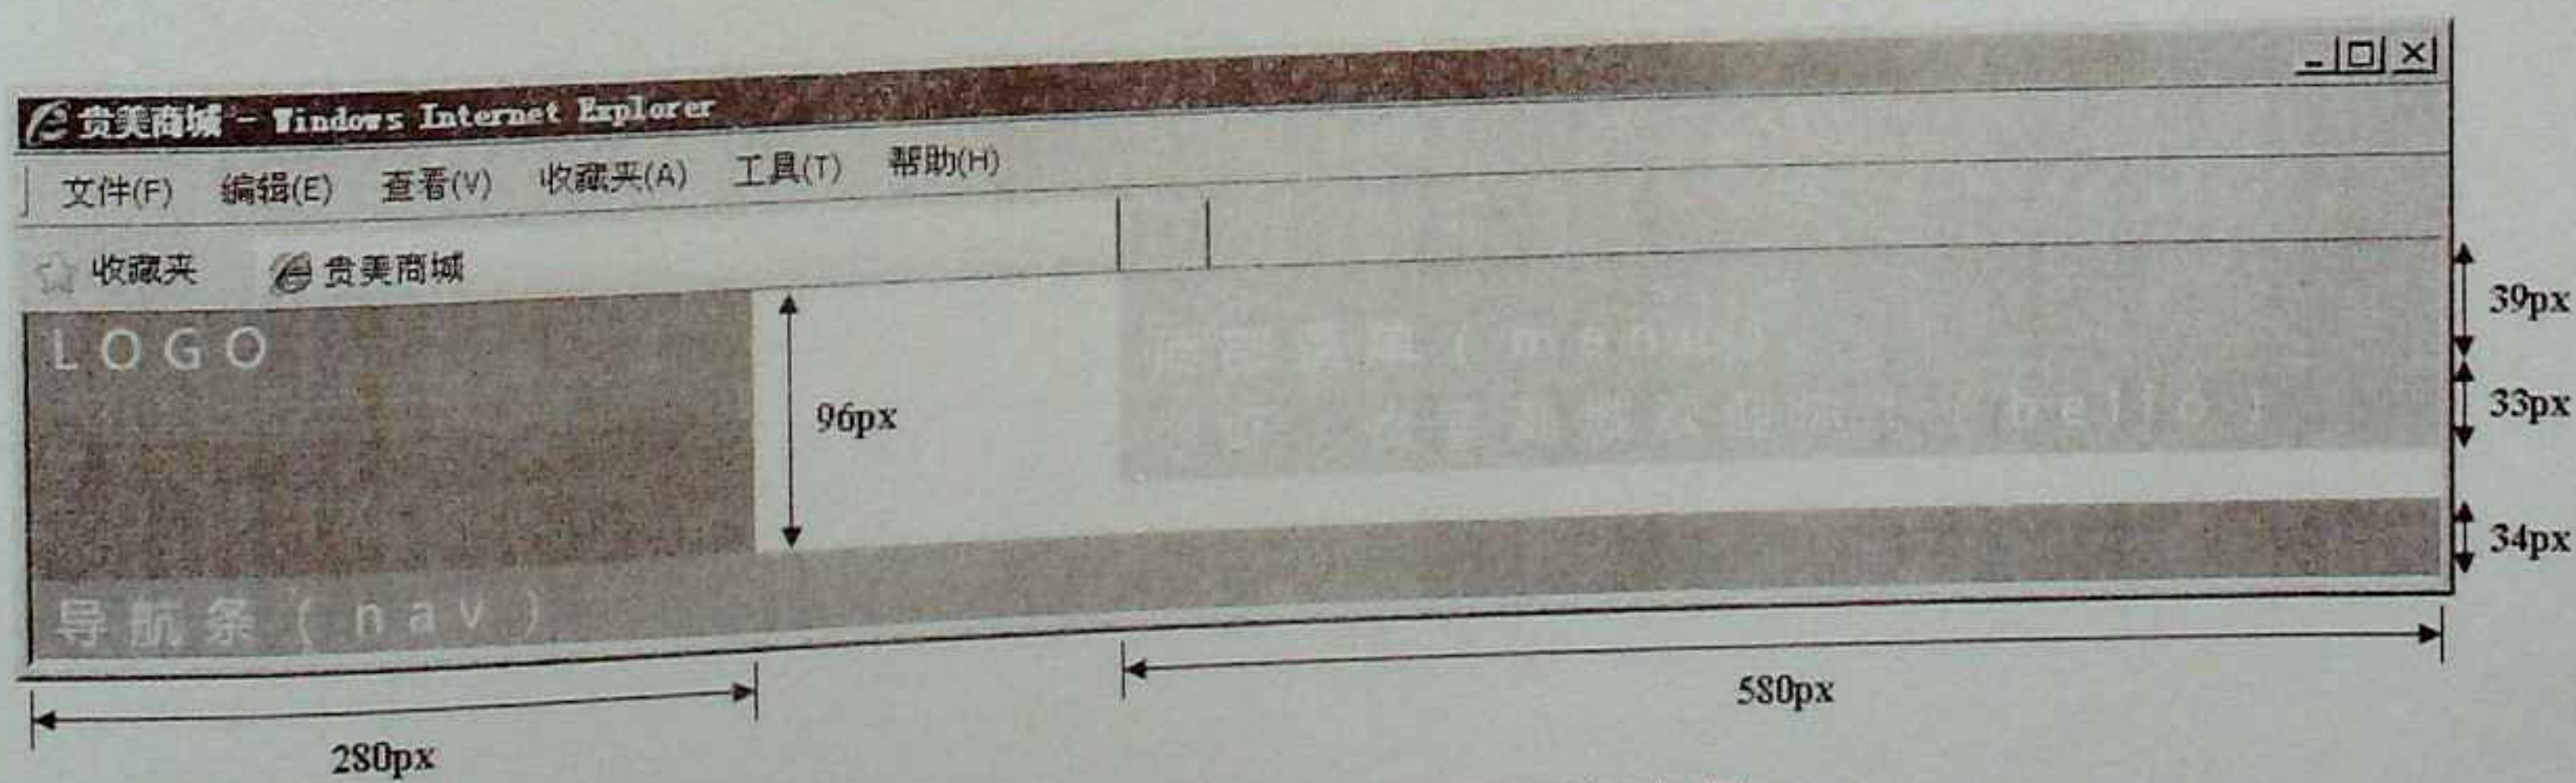 贵美商城 - Windows Internet Explorer
文件(F) 编辑(E) 查看(V) 收藏夹(A) 工具(T) 帮助(H)
收藏夹 贵美商城
LOGO
(menu)
(hello)
导航条(nav)
96px
39px
33px
34px
280px
580px